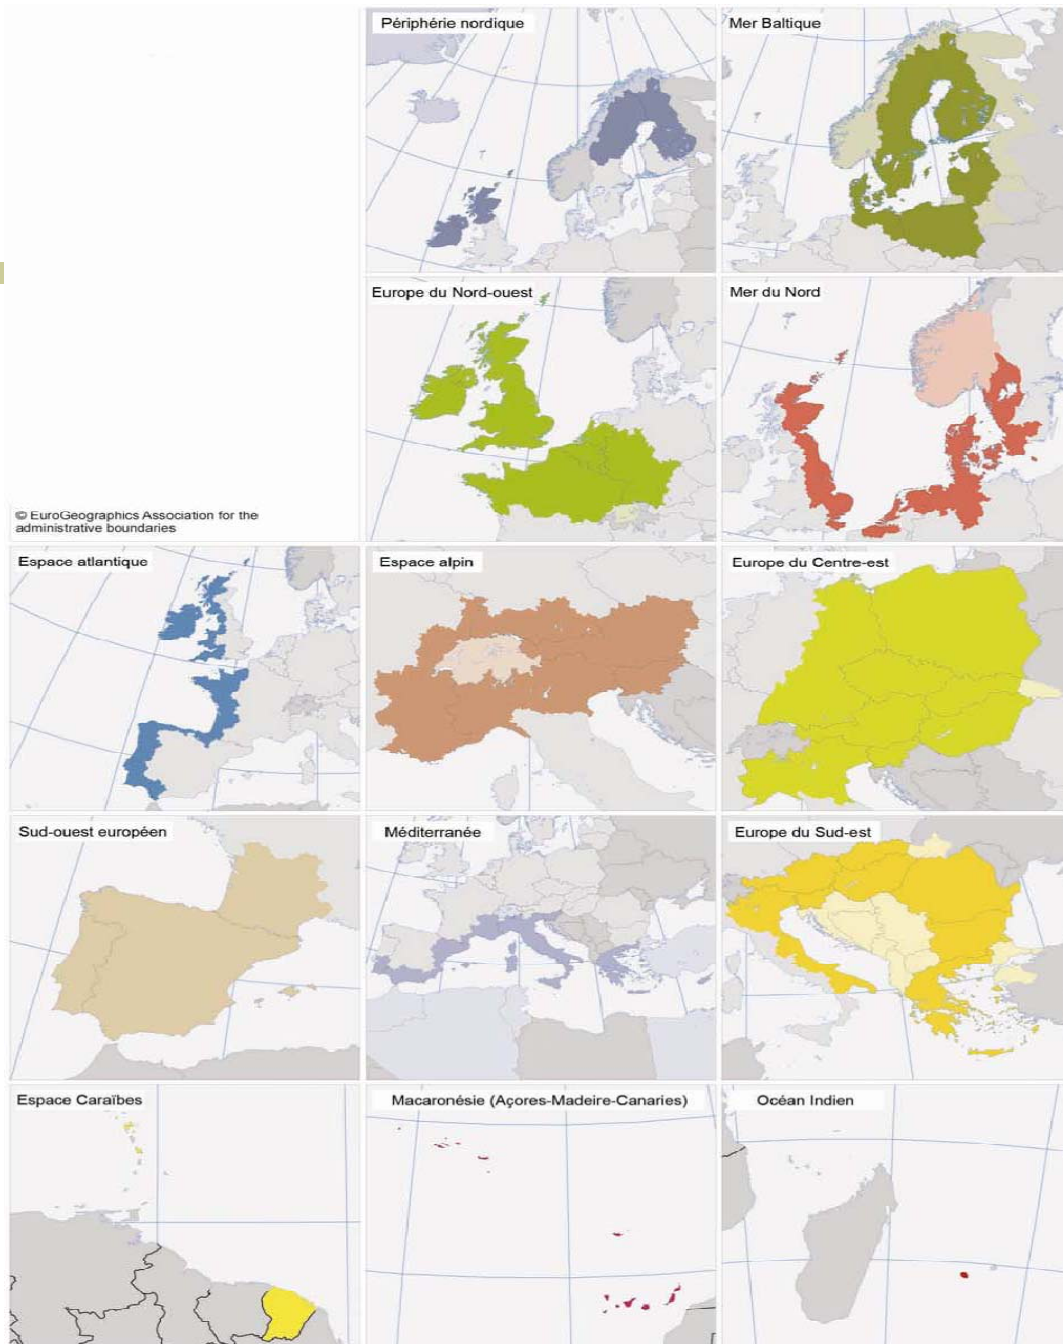 Périphérie nordique
Mer Baltique
Europe du Nord-ouest
Mer du Nord
© EuroGeographics Association for the
administrative boundaries
Espace atlantique
Espace alpin
Europe du Centre-est
Sud-ouest européen
Méditerranée
Europe du Sud-est
Espace Caraïbes
Macaronésie (Açores-Madeire-Canaries)
Océan Indien